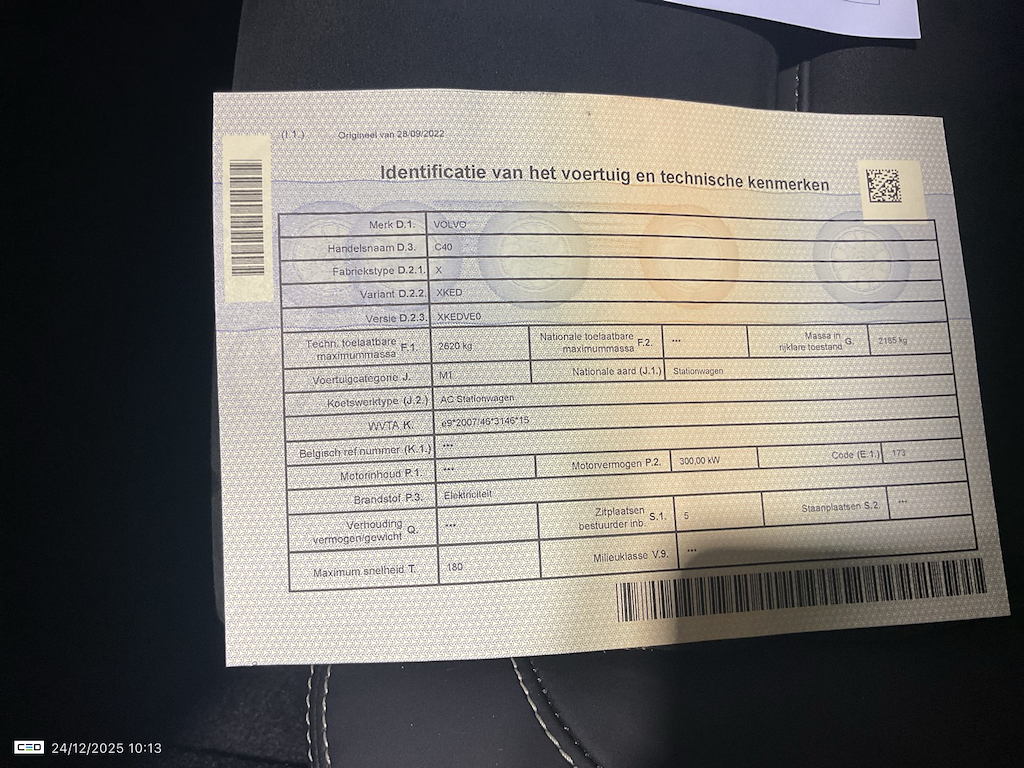 (I.1.) Origineel van 28/09/2022
Identificatie van het voertuig en technische kenmerken
Merk D.1. VOLVO
Handelsnaam D.3. C40
Fabriekstype D.2.1. X
Variant D.2.2. XKED
Versie D.2.3. XKEDVE0
Techn. toelaatbare maximummassa F.1. 2620 kg Nationale toelaatbare maximummassa F.2. *** Massa in rijklare toestand G. 2185 kg
Voertuigcategorie J. M1 Nationale aard (J.1.) Stationwagen
Koetswerktype (J.2.) AC Stationwagen
WVTA K. e9*2007/46*3146*15
Belgisch ref.nummer (K.1.) ***
Motorinhoud P.1. *** Motorvermogen P.2. 300,00 kW Code (E.1.) 173
Brandstof P.3. Elektriciteit
Verhouding vermogen/gewicht Q. *** Zitplaatsen bestuurder inb. S.1. 5 Staanplaatsen S.2. ***
Maximum snelheid T. 180 Milieuklasse V.9. ***
CEO 24/12/2025 10:13